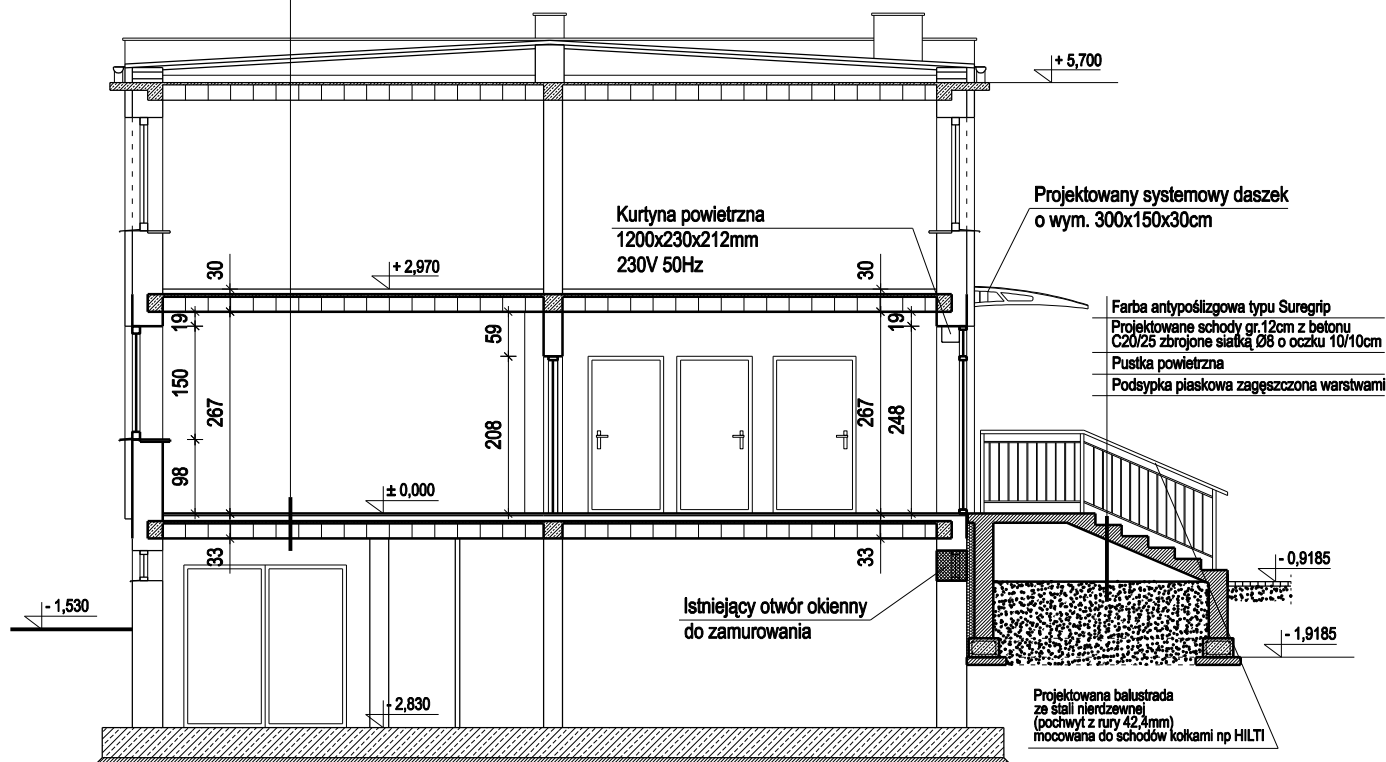 + 5,700
Projektowany systemowy daszek
o wym. 300x150x30cm
Kurtyna powietrzna
1200x230x212mm
230V 50Hz
30
+ 2,970
30
19
59
19
Farba antypoślizgowa typu Suregrip
Projektowane schody gr.12cm z betonu
C20/25 zbrojone siatką Ø8 o oczku 10/10cm
Pustka powietrzna
Podsypka piaskowa zagęszczona warstwami
150
267
208
267
248
98
± 0,000
33
33
- 0,9185
- 1,530
Istniejący otwór okienny
do zamurowania
- 1,9185
- 2,830
Projektowana balustrada
ze stali nierdzewnej
(pochwyt z rury 42,4mm)
mocowana do schodów kołkami np HILTI